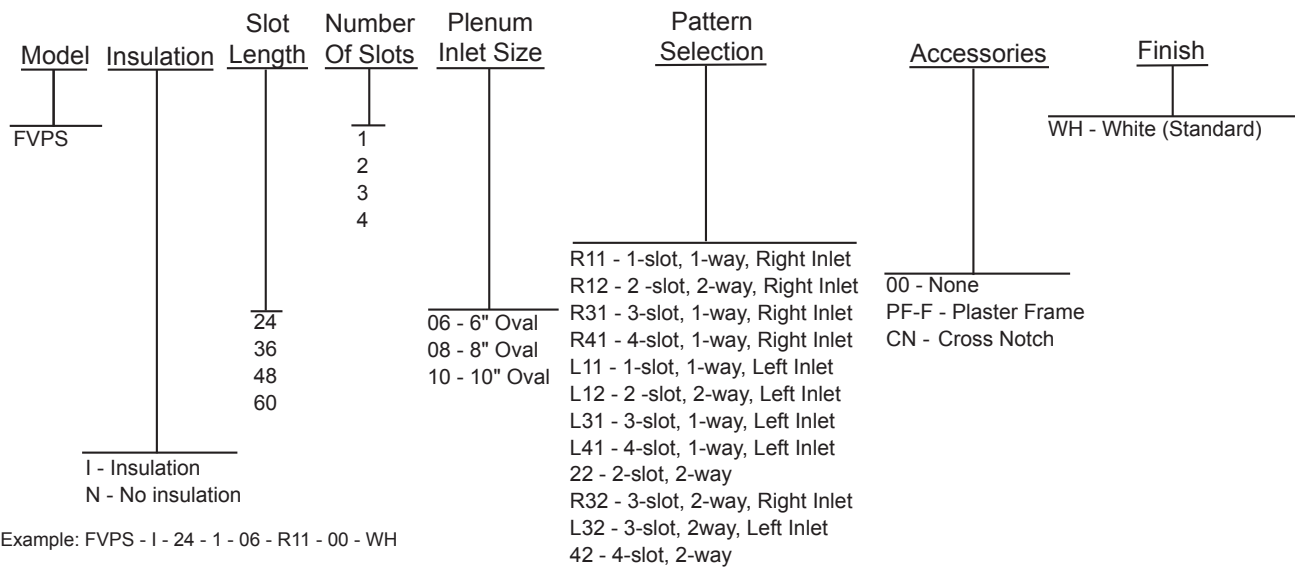 Model
Insulation
Slot
Length
Number
Of Slots
Plenum
Inlet Size
Pattern
Selection
Accessories
Finish
FVPS
I - Insulation
N - No insulation
24
36
48
60
1
2
3
4
06 - 6" Oval
08 - 8" Oval
10 - 10" Oval
R11 - 1-slot, 1-way, Right Inlet
R12 - 2 -slot, 2-way, Right Inlet
R31 - 3-slot, 1-way, Right Inlet
R41 - 4-slot, 1-way, Right Inlet
L11 - 1-slot, 1-way, Left Inlet
L12 - 2 -slot, 2-way, Left Inlet
L31 - 3-slot, 1-way, Left Inlet
L41 - 4-slot, 1-way, Left Inlet
22 - 2-slot, 2-way
R32 - 3-slot, 2-way, Right Inlet
L32 - 3-slot, 2way, Left Inlet
42 - 4-slot, 2-way
00 - None
PF-F - Plaster Frame
CN - Cross Notch
WH - White (Standard)
Example: FVPS - I - 24 - 1 - 06 - R11 - 00 - WH